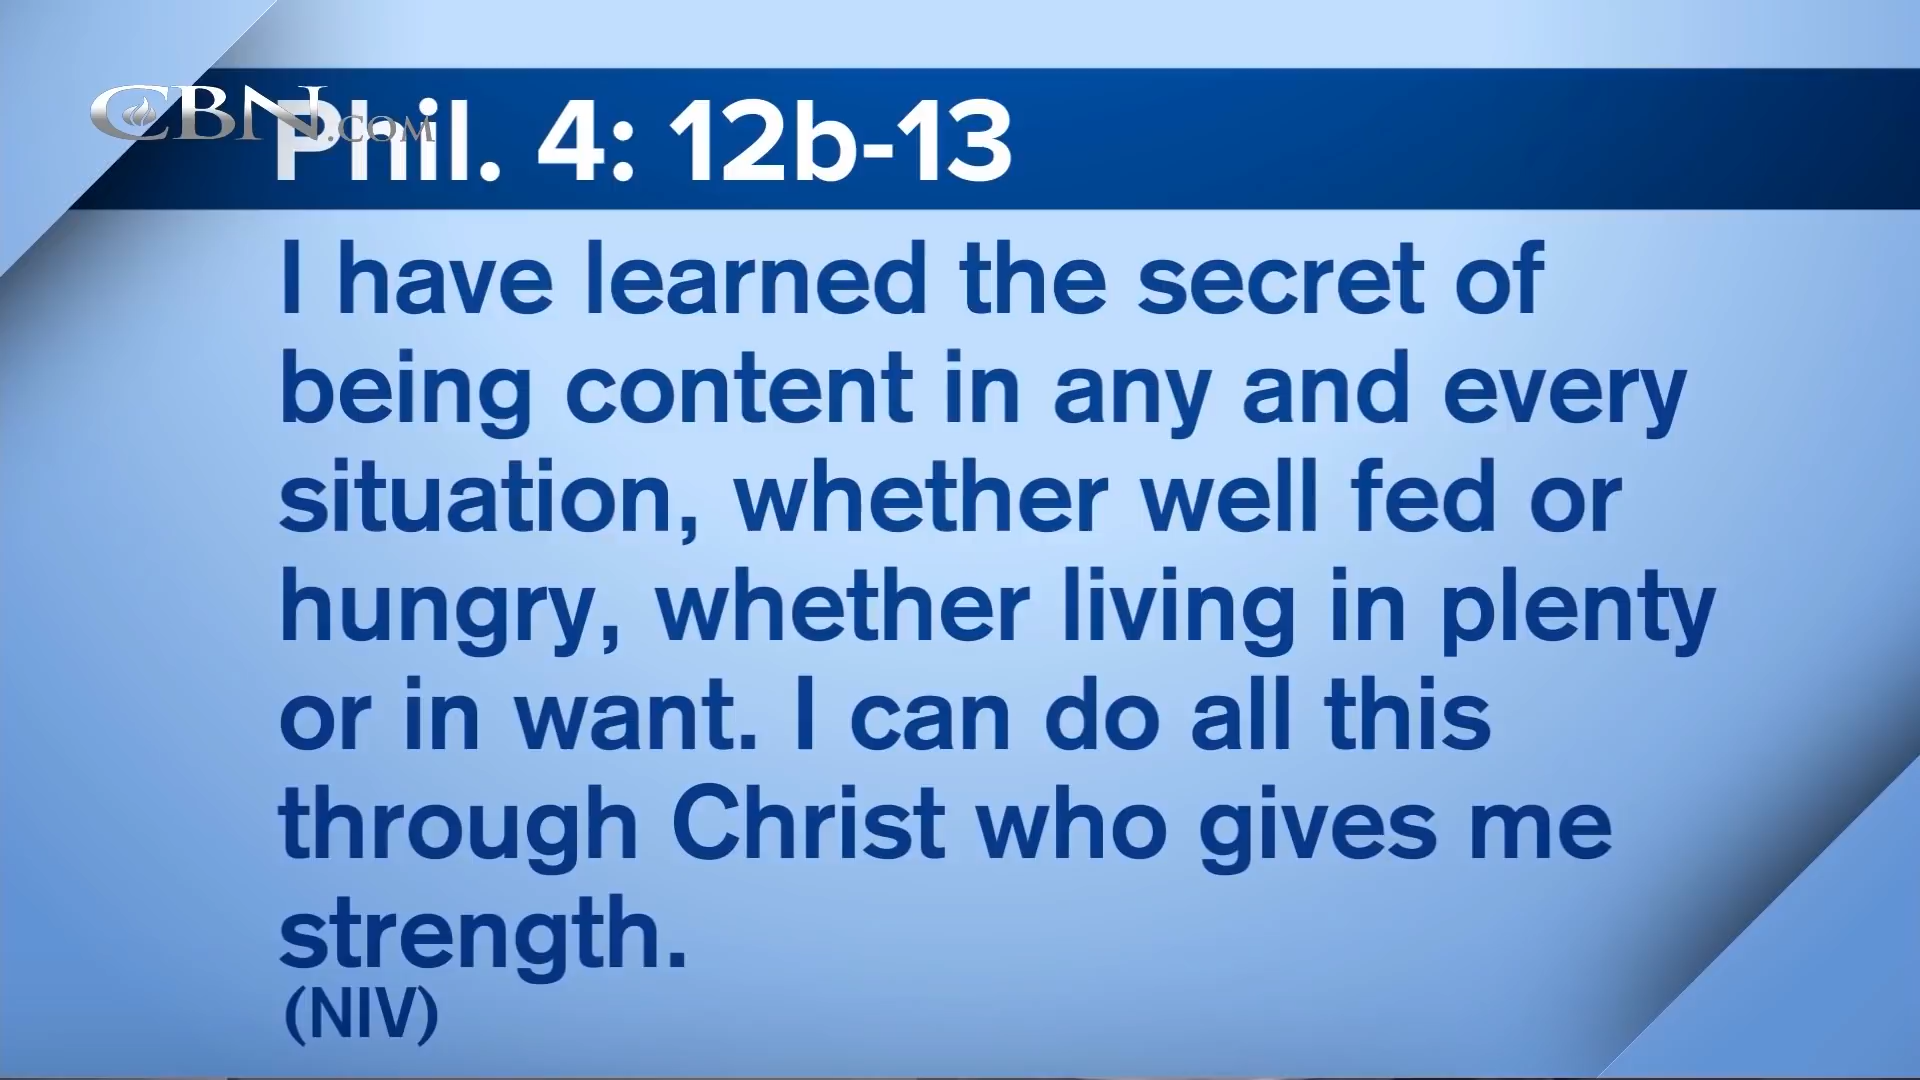 CBN.COM
Phil. 4: 12b-13
I have learned the secret of
being content in any and every
situation, whether well fed or
hungry, whether living in plenty
or in want. I can do all this
through Christ who gives me
strength.
(NIV)